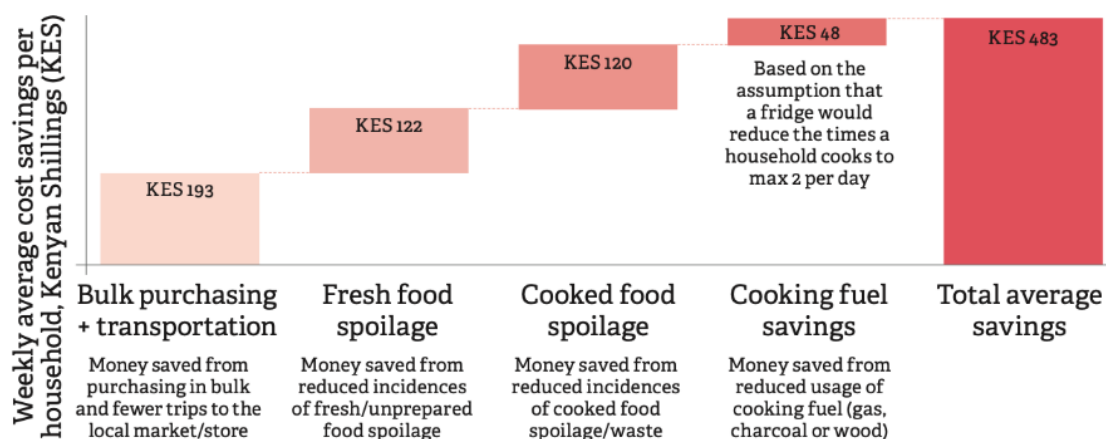 Weekly average cost savings per
household, Kenyan Shillings (KES)
KES 193
KES 122
KES 120
KES 48
Based on the
assumption that
a fridge would
reduce the times a
household cooks to
max 2 per day
KES 483
Bulk purchasing
+ transportation
Money saved from
purchasing in bulk
and fewer trips to the
local market/store
Fresh food
spoilage
Money saved from
reduced incidences
of fresh/unprepared
food spoilage
Cooked food
spoilage
Money saved from
reduced incidences
of cooked food
spoilage/waste
Cooking fuel
savings
Money saved from
reduced usage of
cooking fuel (gas,
charcoal or wood)
Total average
savings